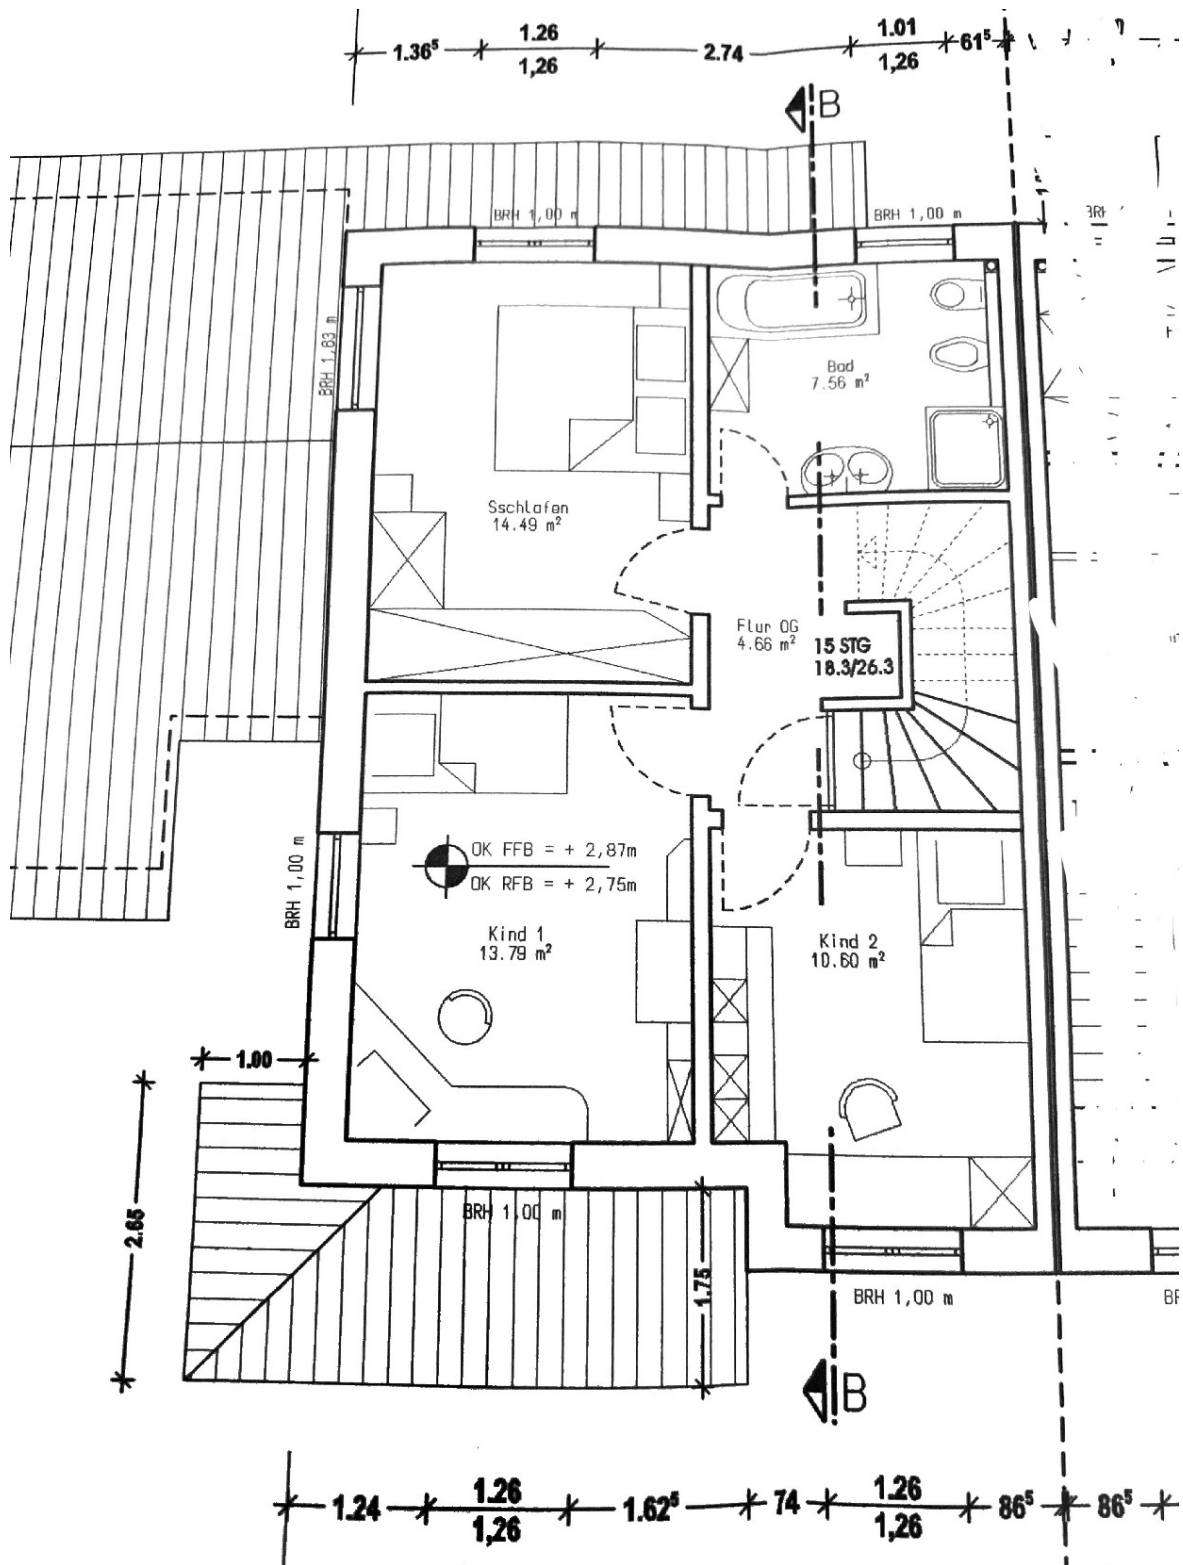 1.36⁵
1.26
1,26
2.74
1.01
1,26
61⁵
B
BRH 1,00 m
BRH 1,00 m
BRH 1,63 m
Bad
7.56 m²
Sschlafen
14.49 m²
Flur OG
4.66 m²
15 STG
18.3/26.3
OK FFB = + 2,87m
OK RFB = + 2,75m
BRH 1,00 m
Kind 1
13.79 m²
Kind 2
10.60 m²
1.00
2.65
BRH 1,00 m
1.75
BRH 1,00 m
B
1.24
1.26
1,26
1.62⁵
74
1.26
1,26
86⁵
86⁵